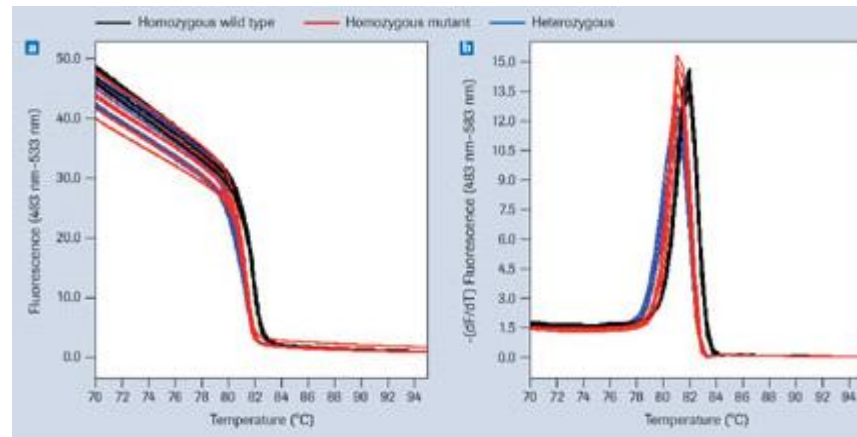 Homozygous wild type Homozygous mutant Heterozygous
a
Fluorescence (483 nm–533 nm)
50.0
40.0
30.0
20.0
10.0
0.0
70 72 74 76 78 80 82 84 86 88 90 92 94
Temperature (°C)
b
-(dF/dT) Fluorescence (483 nm–583 nm)
15.0
13.5
12.0
10.5
9.0
7.5
6.0
4.5
3.0
1.5
0.0
70 72 74 76 78 80 82 84 86 88 90 92 94
Temperature (°C)